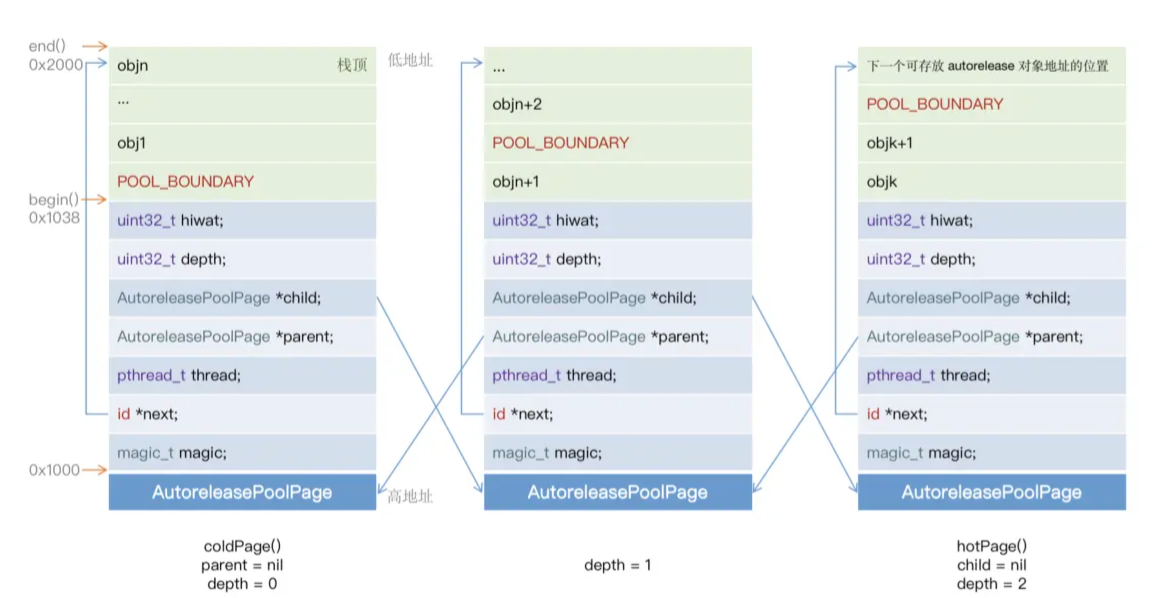 end()
0x2000
objn
栈顶
低地址
...
obj1
POOL_BOUNDARY
begin()
0x1038
uint32_t hiwat;
uint32_t depth;
AutoreleasePoolPage *child;
AutoreleasePoolPage *parent;
pthread_t thread;
id *next;
magic_t magic;
0x1000
AutoreleasePoolPage
高地址
coldPage()
parent = nil
depth = 0
...
objn+2
POOL_BOUNDARY
objn+1
uint32_t hiwat;
uint32_t depth;
AutoreleasePoolPage *child;
AutoreleasePoolPage *parent;
pthread_t thread;
id *next;
magic_t magic;
AutoreleasePoolPage
depth = 1
下一个可存放 autorelease 对象地址的位置
POOL_BOUNDARY
objk+1
objk
uint32_t hiwat;
uint32_t depth;
AutoreleasePoolPage *child;
AutoreleasePoolPage *parent;
pthread_t thread;
id *next;
magic_t magic;
AutoreleasePoolPage
hotPage()
child = nil
depth = 2